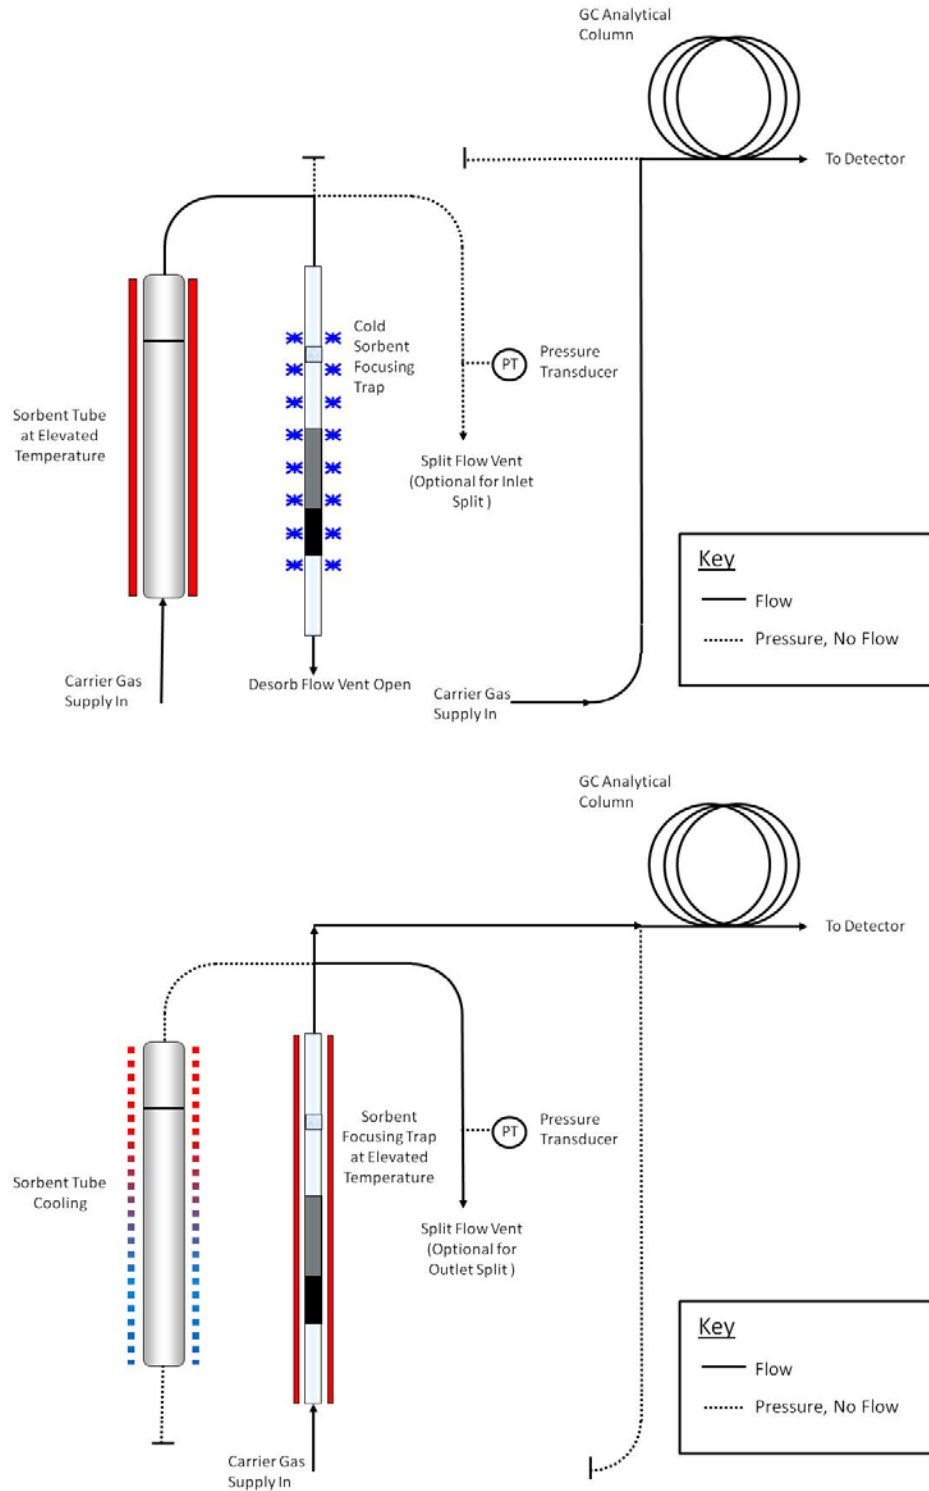 GC Analytical
Column
To Detector
Cold
Sorbent
Focusing
Trap
PT
Pressure
Transducer
Sorbent Tube
at Elevated
Temperature
Split Flow Vent
(Optional for Inlet
Split )
Key
Flow
Pressure, No Flow
Carrier Gas
Supply In
Desorb Flow Vent Open
Carrier Gas
Supply In
GC Analytical
Column
To Detector
Sorbent
Focusing Trap
at Elevated
Temperature
PT
Pressure
Transducer
Sorbent Tube
Cooling
Split Flow Vent
(Optional for
Outlet Split )
Key
Flow
Pressure, No Flow
Carrier Gas
Supply In